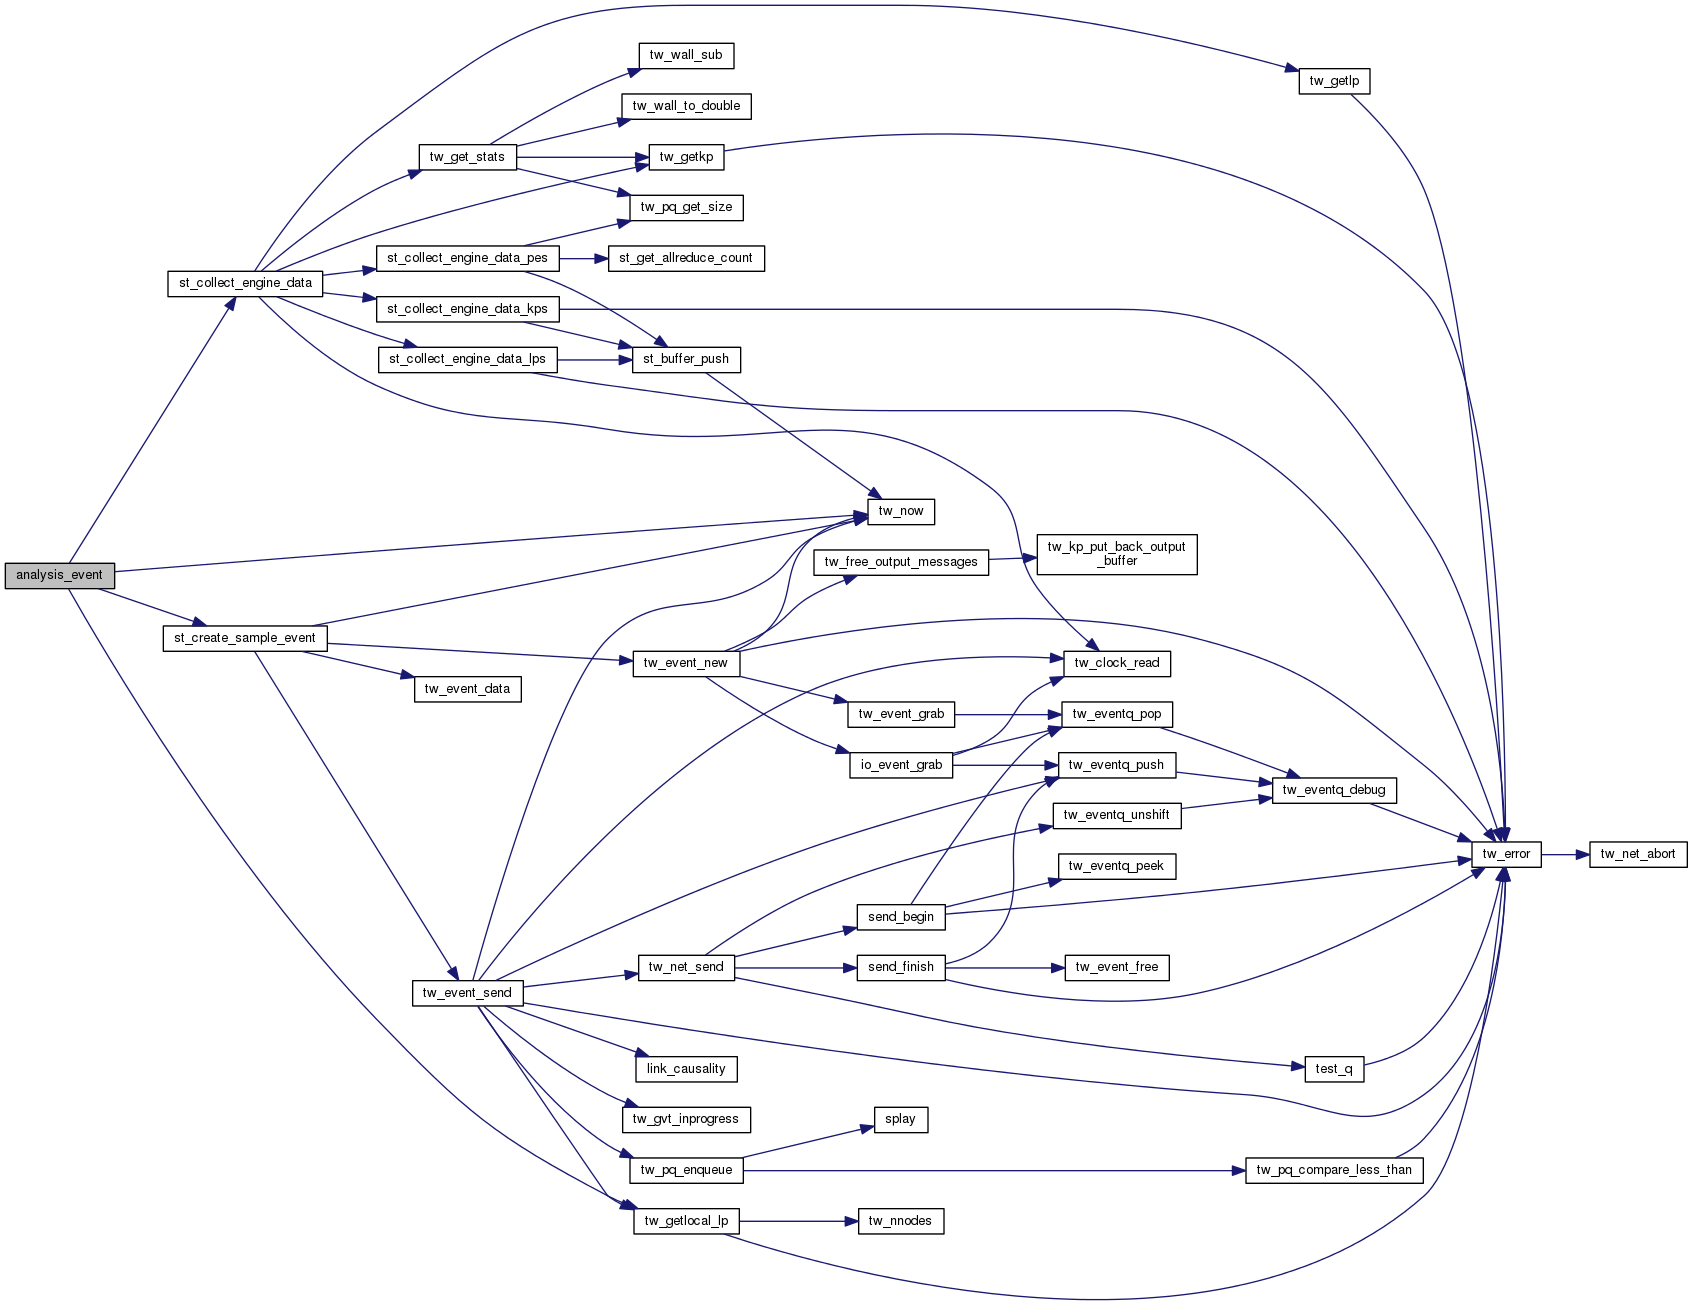 tw_wall_sub
tw_getlp
tw_wall_to_double
tw_get_stats
tw_getkp
tw_pq_get_size
st_collect_engine_data_pes
st_get_allreduce_count
st_collect_engine_data
st_collect_engine_data_kps
st_collect_engine_data_lps
st_buffer_push
tw_now
tw_kp_put_back_output
_buffer
tw_free_output_messages
analysis_event
st_create_sample_event
tw_event_new
tw_clock_read
tw_event_data
tw_event_grab
tw_eventq_pop
io_event_grab
tw_eventq_push
tw_eventq_debug
tw_eventq_unshift
tw_error
tw_net_abort
tw_eventq_peek
send_begin
tw_net_send
send_finish
tw_event_free
tw_event_send
link_causality
test_q
tw_gvt_inprogress
splay
tw_pq_enqueue
tw_pq_compare_less_than
tw_getlocal_lp
tw_nnodes